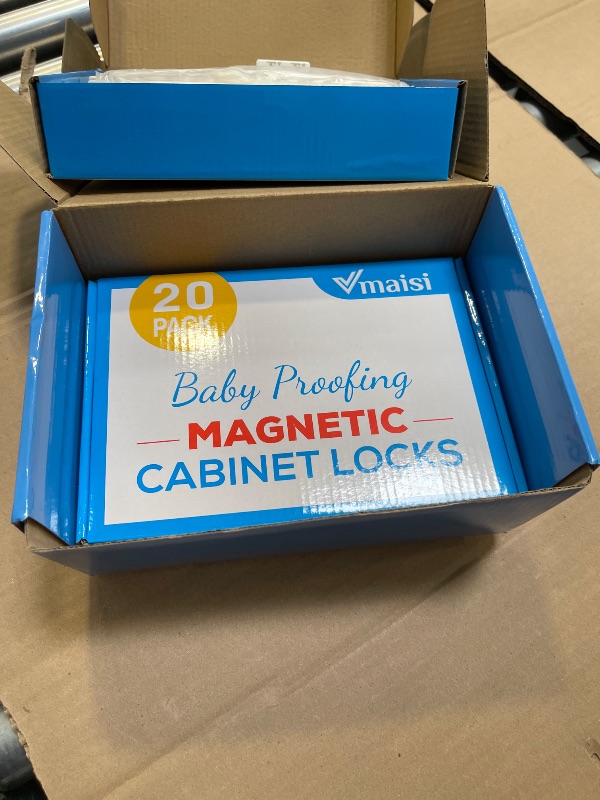 Vmaisi
20
PACK
Baby Proofing
MAGNETIC
CABINET LOCKS